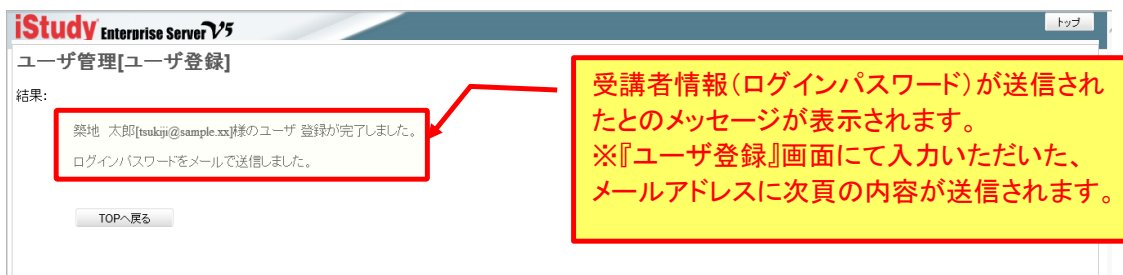 iStudy Enterprise Server V5
トップ
ユーザ管理[ユーザ登録]
結果:
築地 太郎[tsukiji@sample.xx]様のユーザ 登録が完了しました。
ログインパスワードをメールで送信しました。
TOPへ戻る
受講者情報(ログインパスワード)が送信され
たとのメッセージが表示されます。
※『ユーザ登録』画面にて入力いただいた、
メールアドレスに次頁の内容が送信されます。